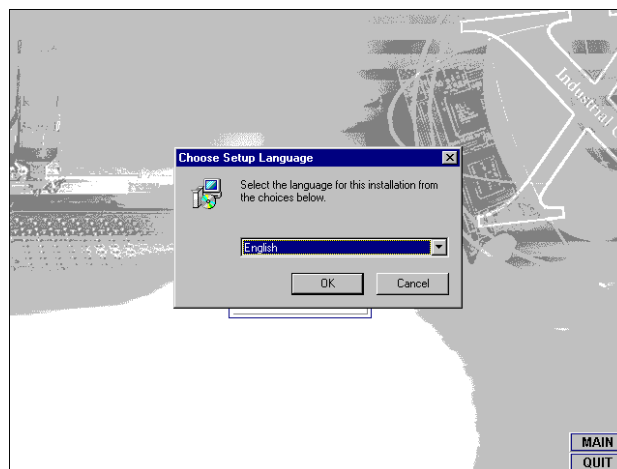 Industrial
Choose Setup Language
Select the language for this installation from
the choices below.
English
OK Cancel
MAIN
QUIT